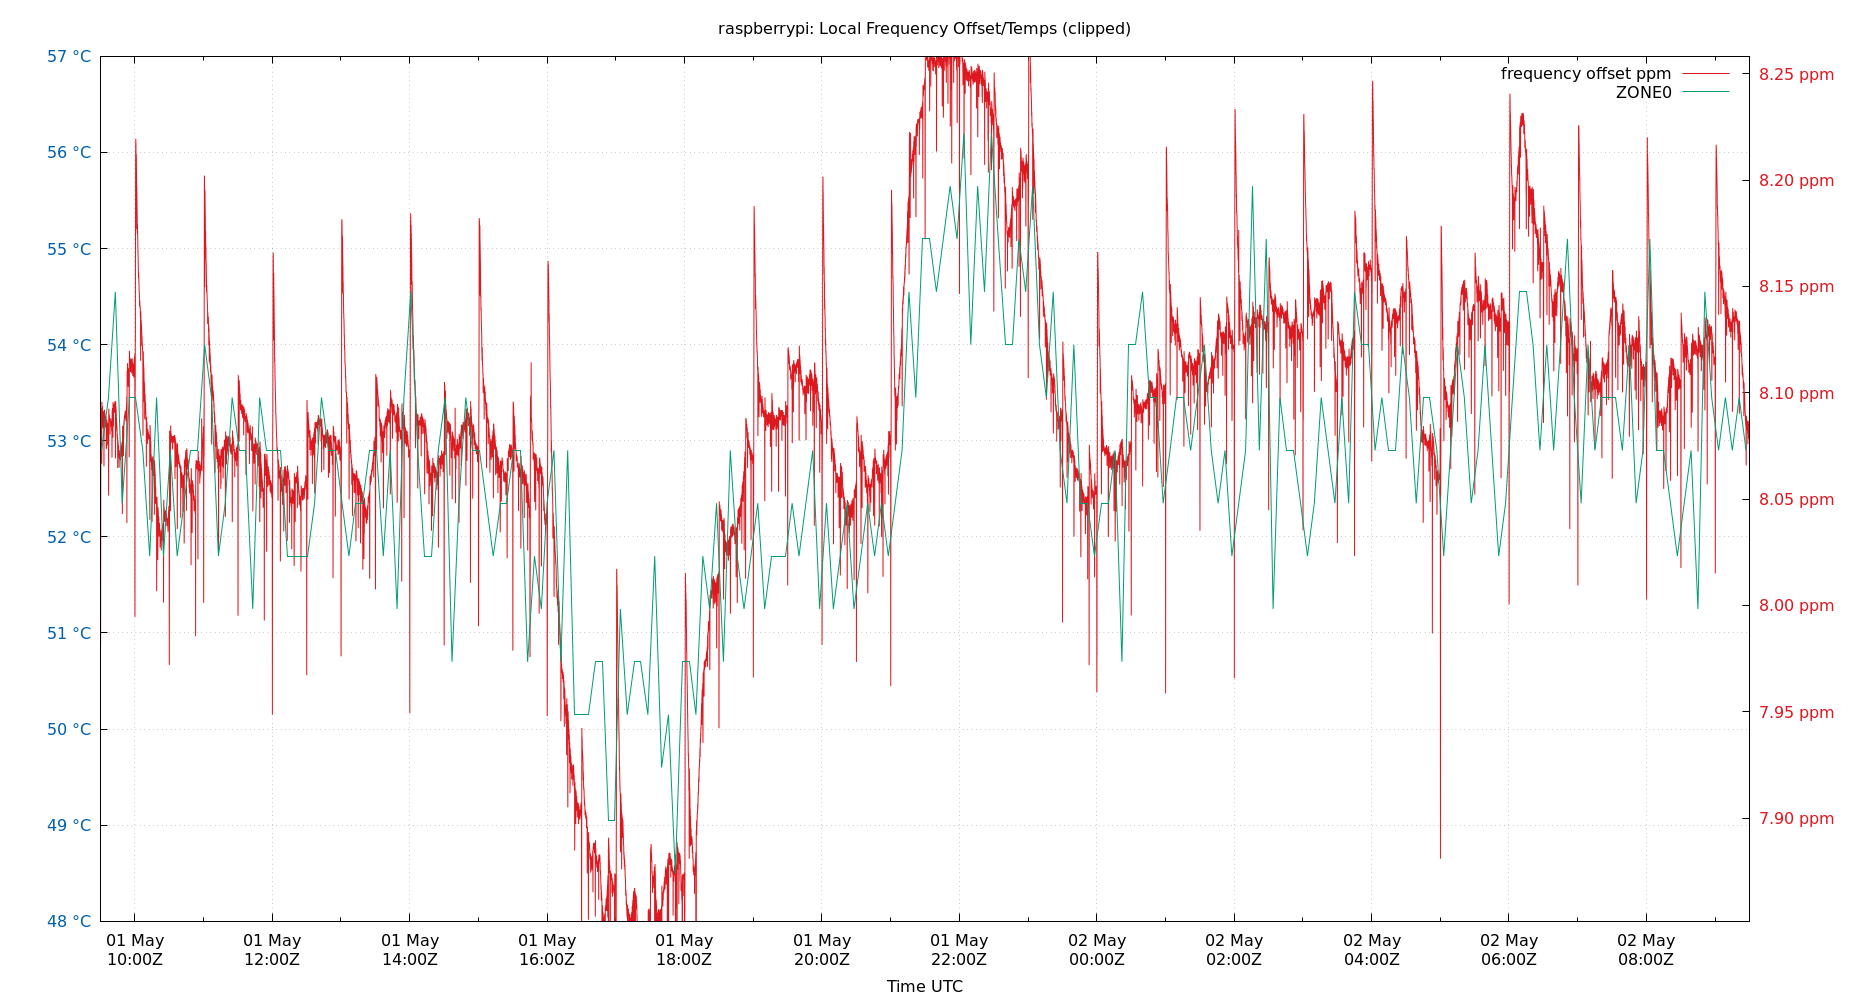 raspberrypi: Local Frequency Offset/Temps (clipped)
57 °C
56 °C
55 °C
54 °C
53 °C
52 °C
51 °C
50 °C
49 °C
48 °C
frequency offset ppm
ZONE0
8.25 ppm
8.20 ppm
8.15 ppm
8.10 ppm
8.05 ppm
8.00 ppm
7.95 ppm
7.90 ppm
01 May
10:00Z
01 May
12:00Z
01 May
14:00Z
01 May
16:00Z
01 May
18:00Z
01 May
20:00Z
01 May
22:00Z
02 May
00:00Z
02 May
02:00Z
02 May
04:00Z
02 May
06:00Z
02 May
08:00Z
Time UTC